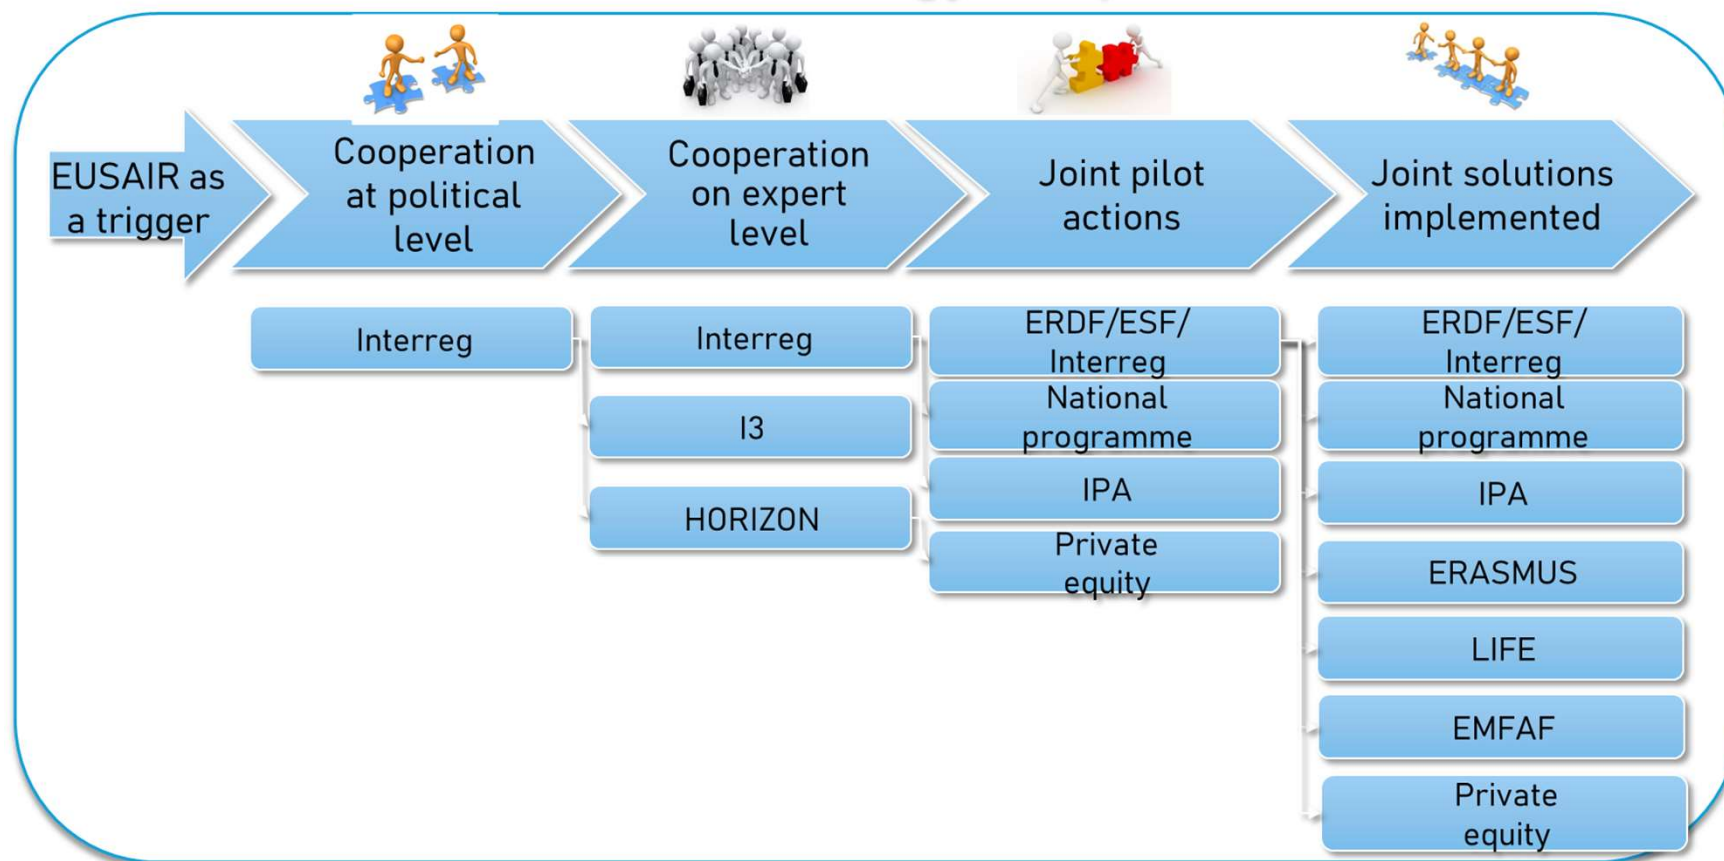 EUSAIR as
a trigger
Cooperation
at political
level
Cooperation
on expert
level
Joint pilot
actions
Joint solutions
implemented
Interreg
Interreg
I3
HORIZON
ERDF/ESF/
Interreg
National
programme
IPA
Private
equity
ERDF/ESF/
Interreg
National
programme
IPA
ERASMUS
LIFE
EMFAF
Private
equity